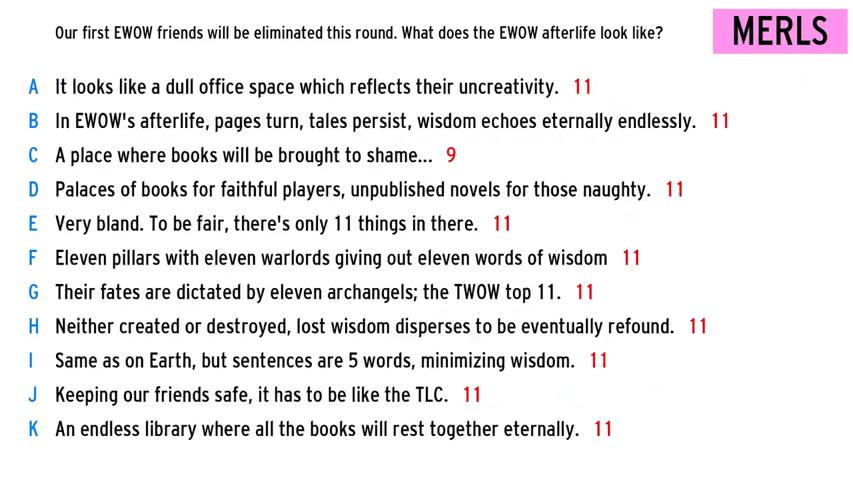 Our first EWOW friends will be eliminated this round. What does the EWOW afterlife look like?
MERLS
A It looks like a dull office space which reflects their uncreativity. 11
B In EWOW's afterlife, pages turn, tales persist, wisdom echoes eternally endlessly. 11
C A place where books will be brought to shame... 9
D Palaces of books for faithful players, unpublished novels for those naughty. 11
E Very bland. To be fair, there's only 11 things in there. 11
F Eleven pillars with eleven warlords giving out eleven words of wisdom 11
G Their fates are dictated by eleven archangels; the TWOW top 11. 11
H Neither created or destroyed, lost wisdom disperses to be eventually refound. 11
I Same as on Earth, but sentences are 5 words, minimizing wisdom. 11
J Keeping our friends safe, it has to be like the TLC. 11
K An endless library where all the books will rest together eternally. 11